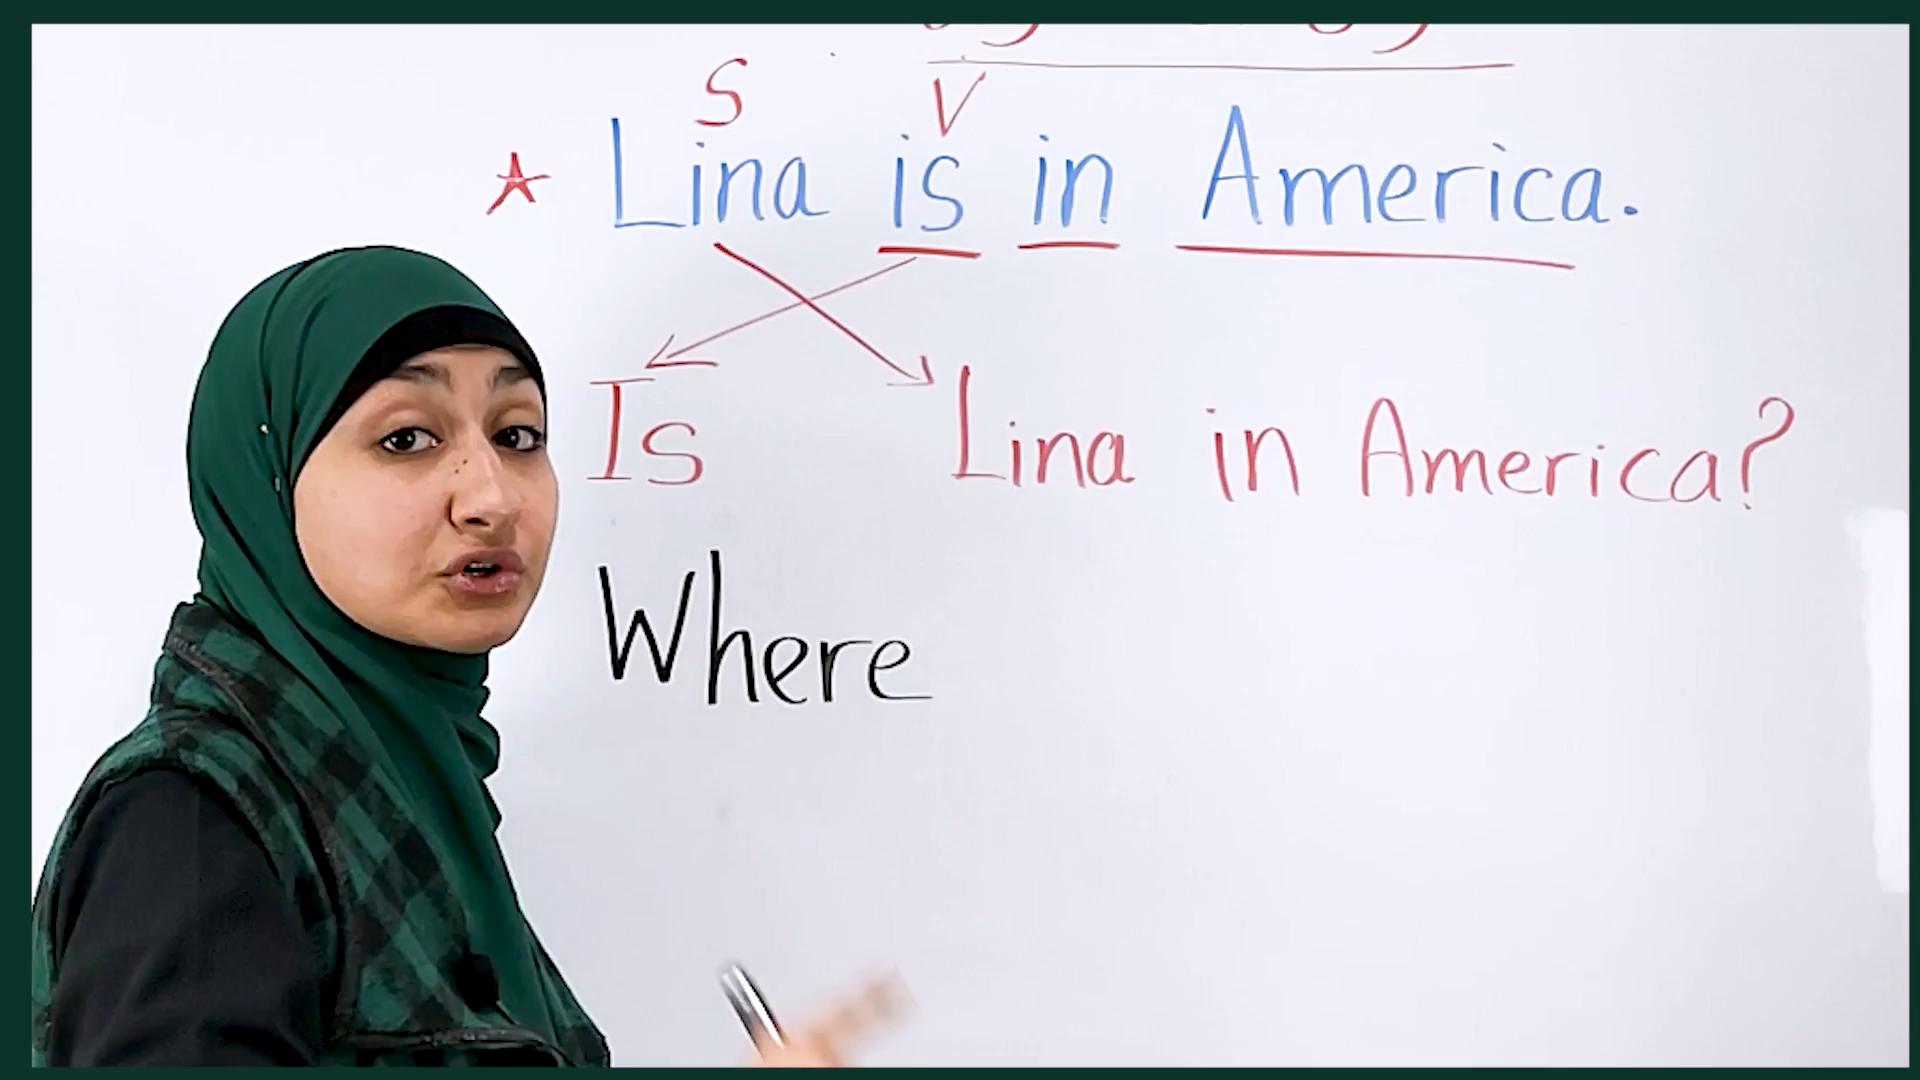 S V
★ Lina is in America.
Is Lina in America?
Where